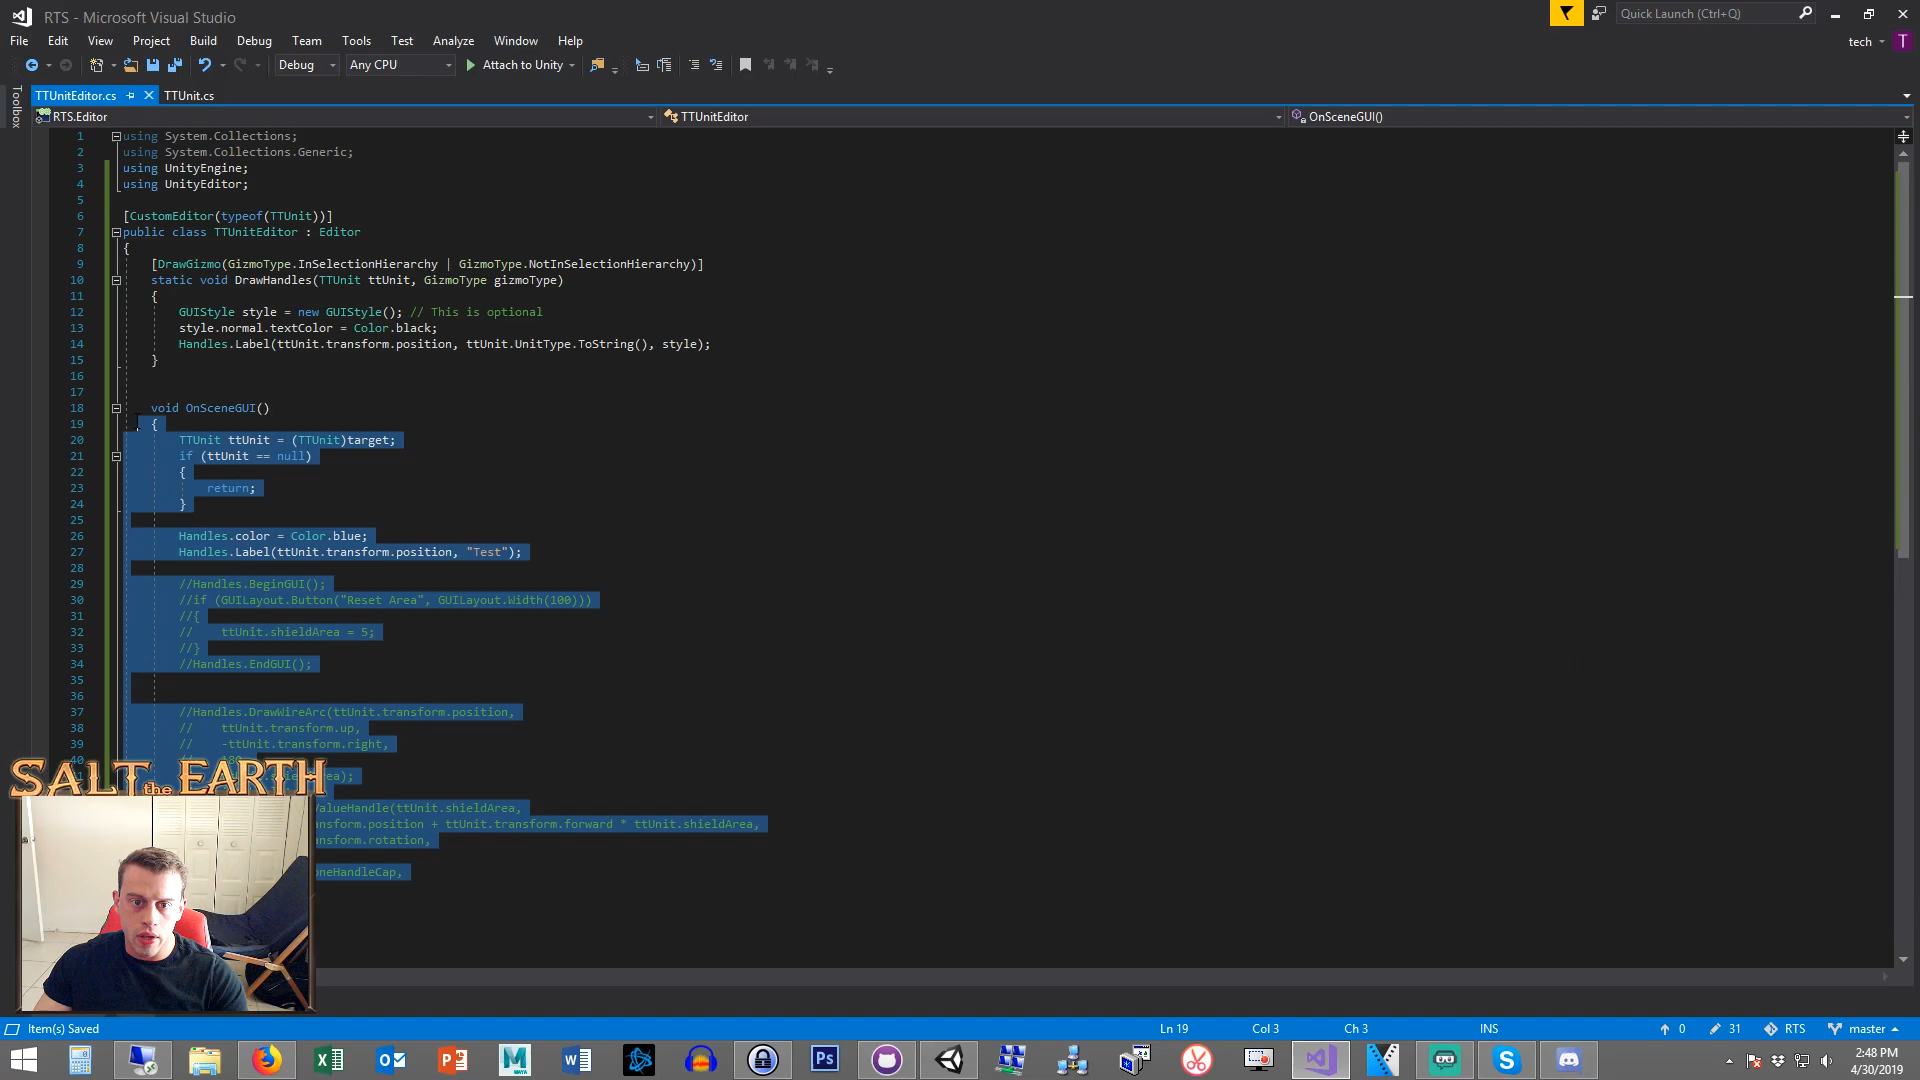 RTS - Microsoft Visual Studio
Quick Launch (Ctrl+Q)
File Edit View Project Build Debug Team Tools Test Analyze Window Help
tech T
Debug Any CPU Attach to Unity
Toolbox
TTUnitEditor.cs TTUnit.cs
RTS.Editor TTUnitEditor OnSceneGUI()
1 using System.Collections;
2 using System.Collections.Generic;
3 using UnityEngine;
4 using UnityEditor;
5
6 [CustomEditor(typeof(TTUnit))]
7 public class TTUnitEditor : Editor
8 {
9 [DrawGizmo(GizmoType.InSelectionHierarchy | GizmoType.NotInSelectionHierarchy)]
10 static void DrawHandles(TTUnit ttUnit, GizmoType gizmoType)
11 {
12 GUIStyle style = new GUIStyle(); // This is optional
13 style.normal.textColor = Color.black;
14 Handles.Label(ttUnit.transform.position, ttUnit.UnitType.ToString(), style);
15 }
16
17
18 void OnSceneGUI()
19 {
20 TTUnit ttUnit = (TTUnit)target;
21 if (ttUnit == null)
22 {
23 return;
24 }
25
26 Handles.color = Color.blue;
27 Handles.Label(ttUnit.transform.position, "Test");
28
29 //Handles.BeginGUI();
30 //if (GUILayout.Button("Reset Area", GUILayout.Width(100)))
31 //{
32 // ttUnit.shieldArea = 5;
33 //}
34 //Handles.EndGUI();
35
36
37 //Handles.DrawWireArc(ttUnit.transform.position,
38 // ttUnit.transform.up,
39 // -ttUnit.transform.right,
40
SALT the EARTH
ValueHandle(ttUnit.shieldArea,
ansform.position + ttUnit.transform.forward * ttUnit.shieldArea,
ansform.rotation,
oneHandleCap,
Item(s) Saved Ln 19 Col 3 Ch 3 INS 0 31 RTS master
Ps
2:48 PM
4/30/2019